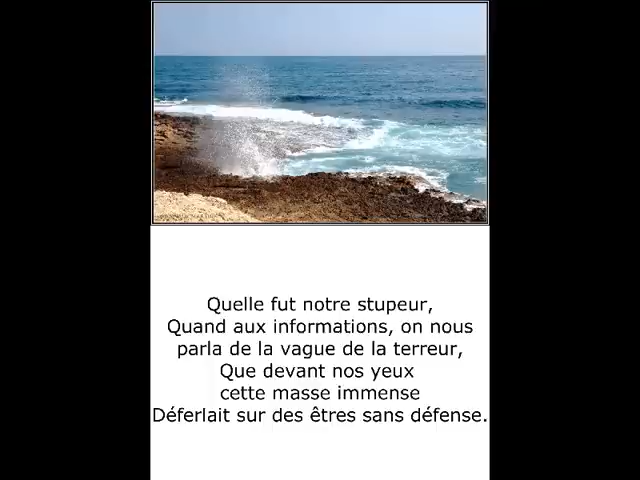 Quelle fut notre stupeur,
Quand aux informations, on nous
parla de la vague de la terreur,
Que devant nos yeux
cette masse immense
Déferlait sur des êtres sans défense.